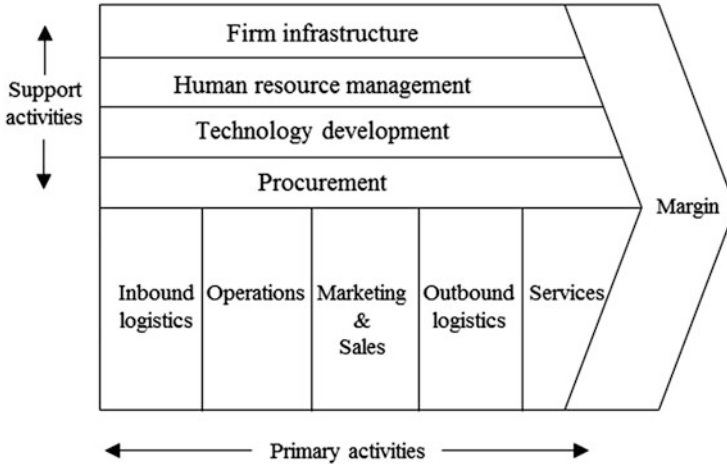 Firm infrastructure
Support
activities
Human resource management
Technology development
Procurement
Margin
Inbound
logistics
Operations
Marketing
&
Sales
Outbound
logistics
Services
Primary activities